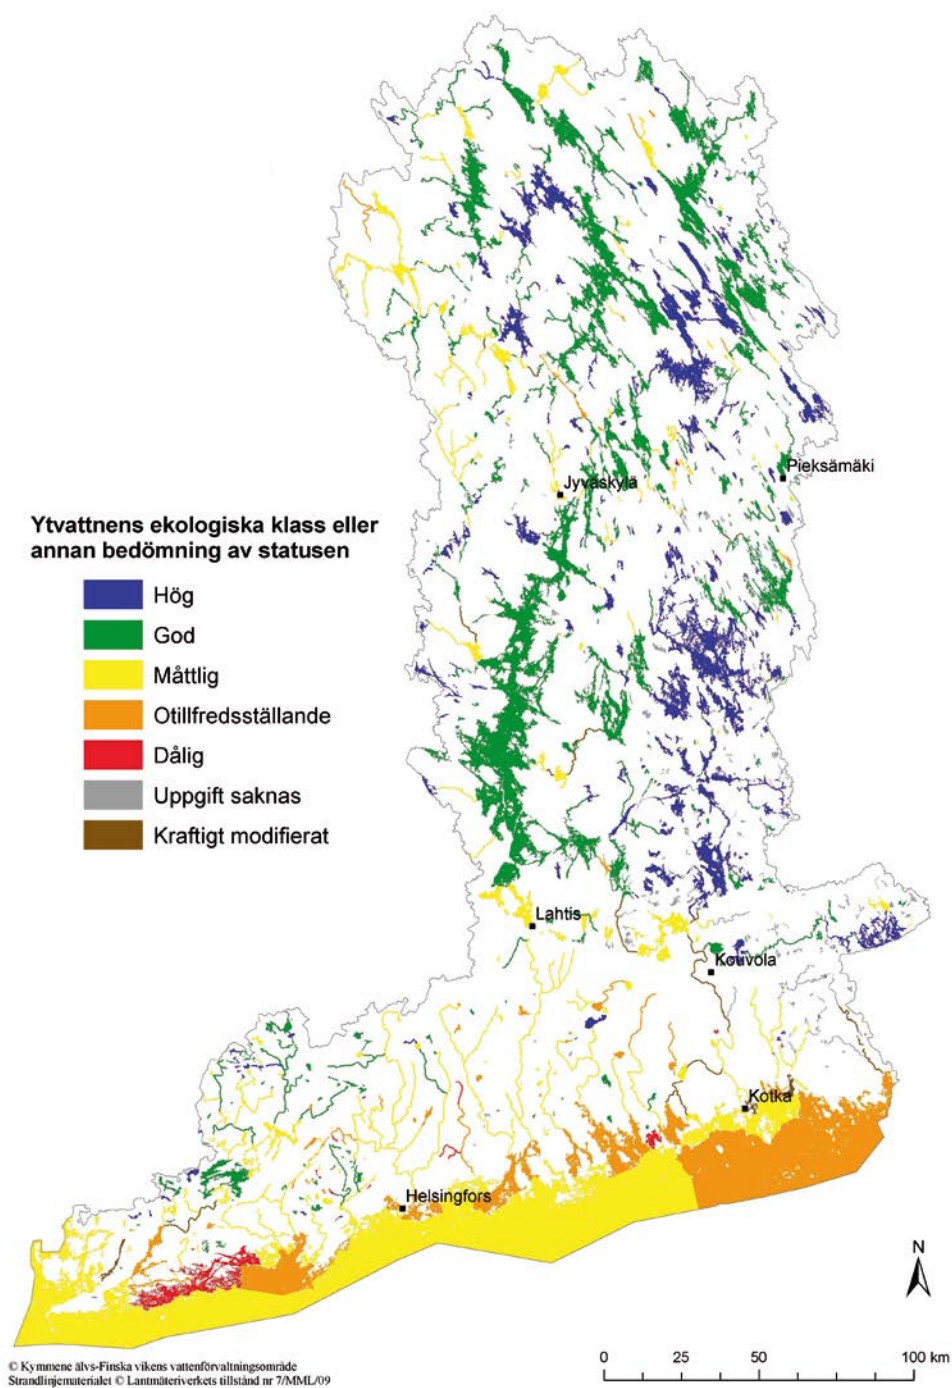 Pieksämäki
Jyväskylä
Ytvattnens ekologiska klass eller
annan bedömning av statusen
Hög
God
Måttlig
Otillfredsställande
Dålig
Uppgift saknas
Kraftigt modifierat
Lahtis
Kouvola
Kotka
Helsingfors
N
© Kymmene älvs-Finska vikens vattenförvaltningsområde
Strandlinjematerialet © Lantmäteriverkets tillstånd nr 7/MML/09
0 25 50 100 km